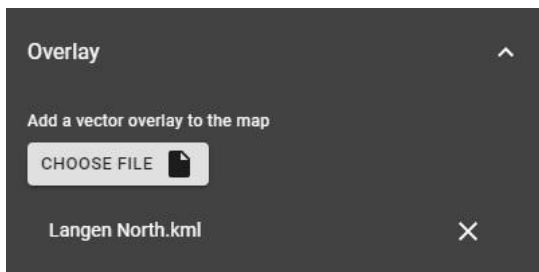 Overlay
Add a vector overlay to the map
CHOOSE FILE
Langen North.kml